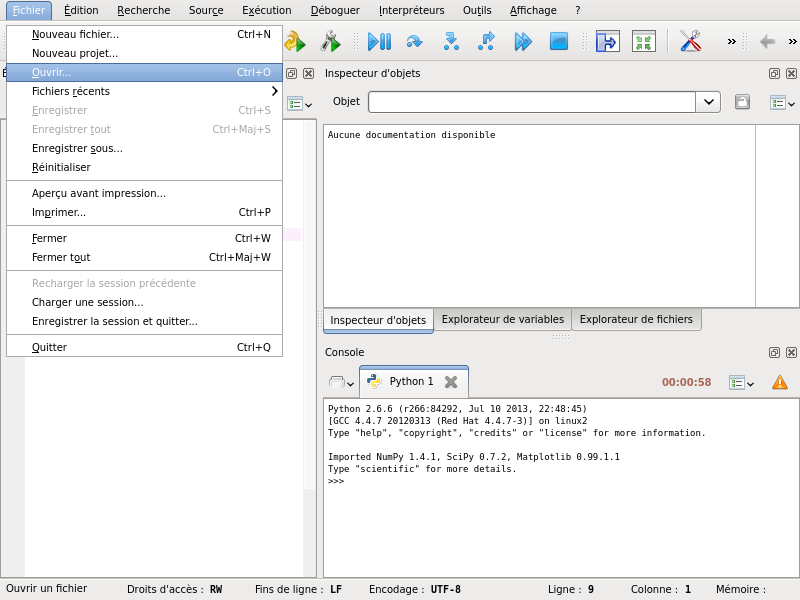 Fichier Édition Recherche Source Exécution Déboguer Interpréteurs Outils Affichage ?
Nouveau fichier... Ctrl+N
Nouveau projet...
Ouvrir... Ctrl+O
Fichiers récents
Enregistrer Ctrl+S
Enregistrer tout Ctrl+Maj+S
Enregistrer sous...
Réinitialiser
Aperçu avant impression...
Imprimer... Ctrl+P
Fermer Ctrl+W
Fermer tout Ctrl+Maj+W
Recharger la session précédente
Charger une session...
Enregistrer la session et quitter...
Quitter Ctrl+Q
Inspecteur d'objets
Objet
Aucune documentation disponible
Inspecteur d'objets Explorateur de variables Explorateur de fichiers
Console
Python 1 00:00:58
Python 2.6.6 (r266:84292, Jul 10 2013, 22:48:45)
[GCC 4.4.7 20120313 (Red Hat 4.4.7-3)] on linux2
Type "help", "copyright", "credits" or "license" for more information.
Imported NumPy 1.4.1, SciPy 0.7.2, Matplotlib 0.99.1.1
Type "scientific" for more details.
>>>
Ouvrir un fichier Droits d'accès : RW Fins de ligne : LF Encodage : UTF-8 Ligne : 9 Colonne : 1 Mémoire :